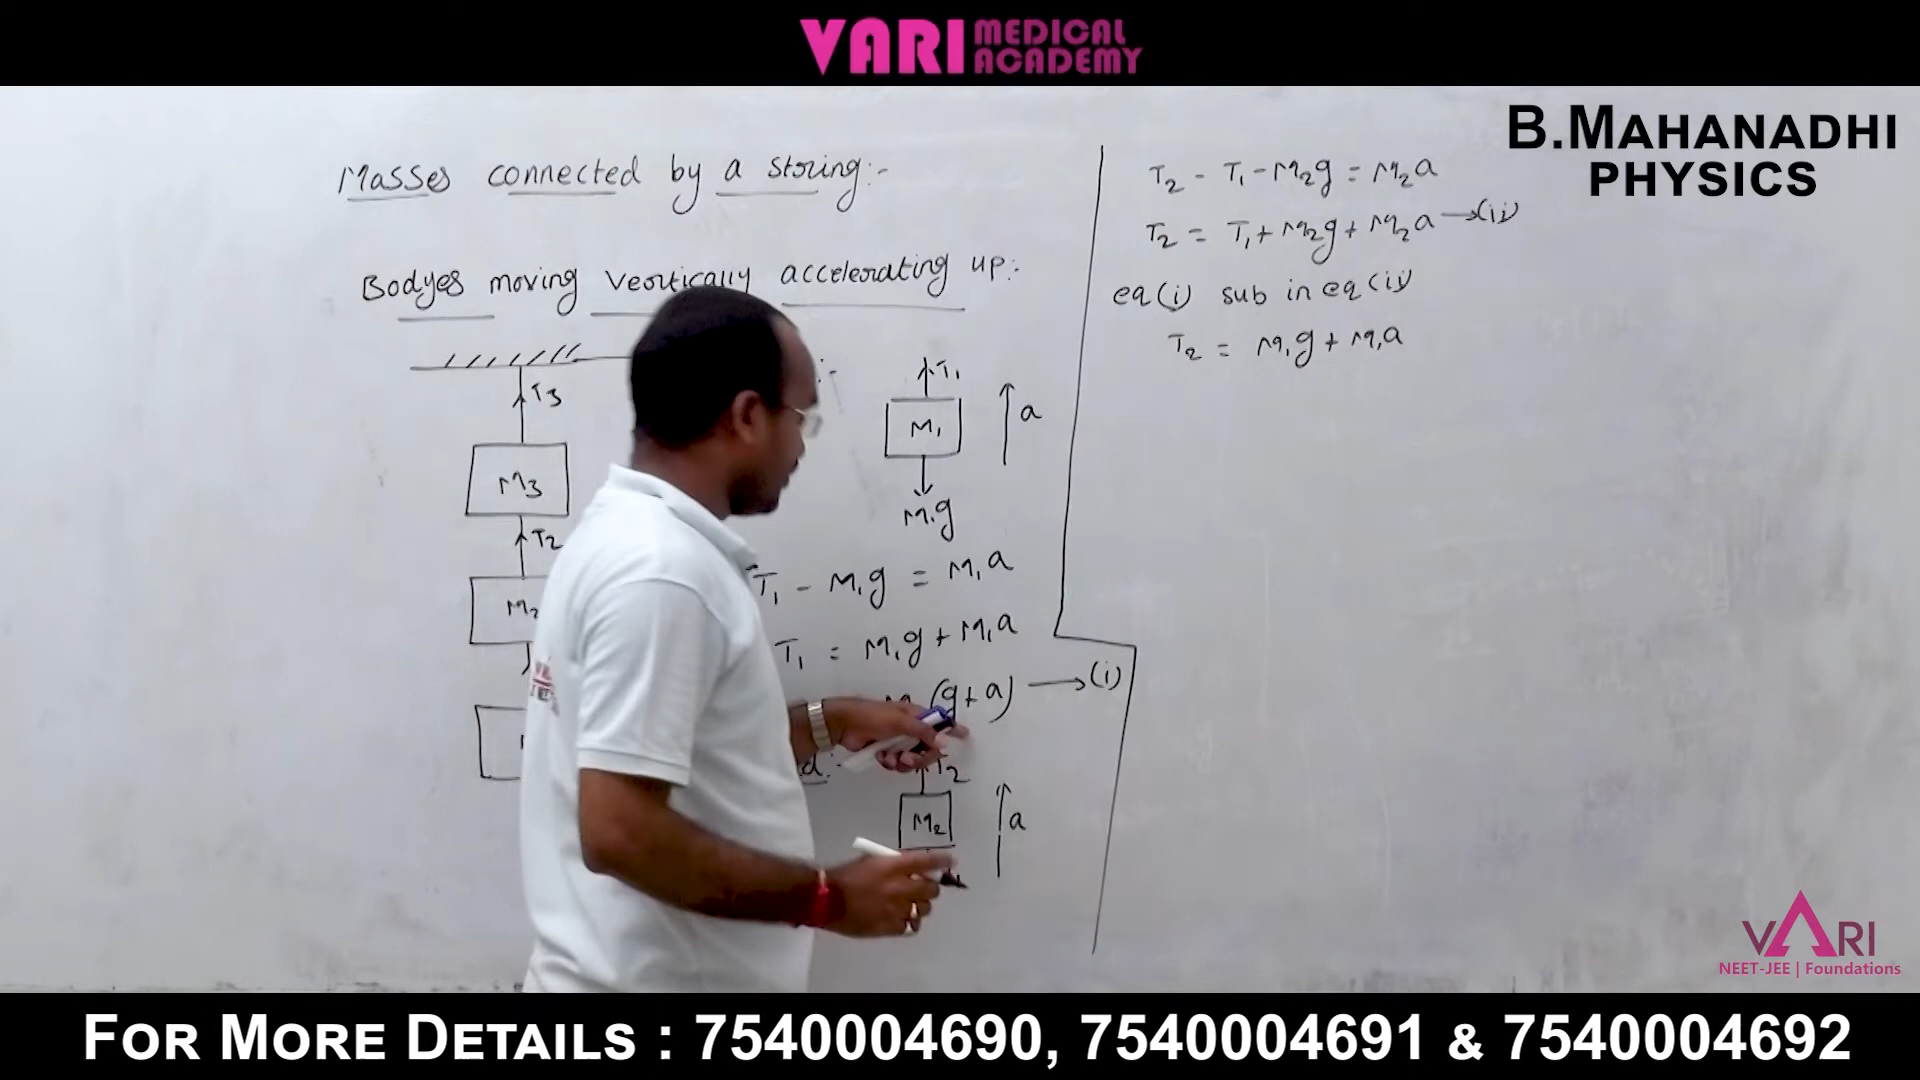 VARI MEDICAL ACADEMY
B.MAHANADHI
PHYSICS
Masses connected by a string:-
Bodyes moving vertically accelerating up:-
T3
M3
T2
M2
T1
M1
a
M1g
T1 - M1g = M1a
T1 = M1g + M1a
(g+a) → (i)
T2
M2
a
T2 - T1 - M2g = M2a
T2 = T1 + M2g + M2a → (ii)
eq (i) sub in eq (ii)
T2 = M1g + M1a
VARI
NEET-JEE | Foundations
FOR MORE DETAILS : 7540004690, 7540004691 & 7540004692